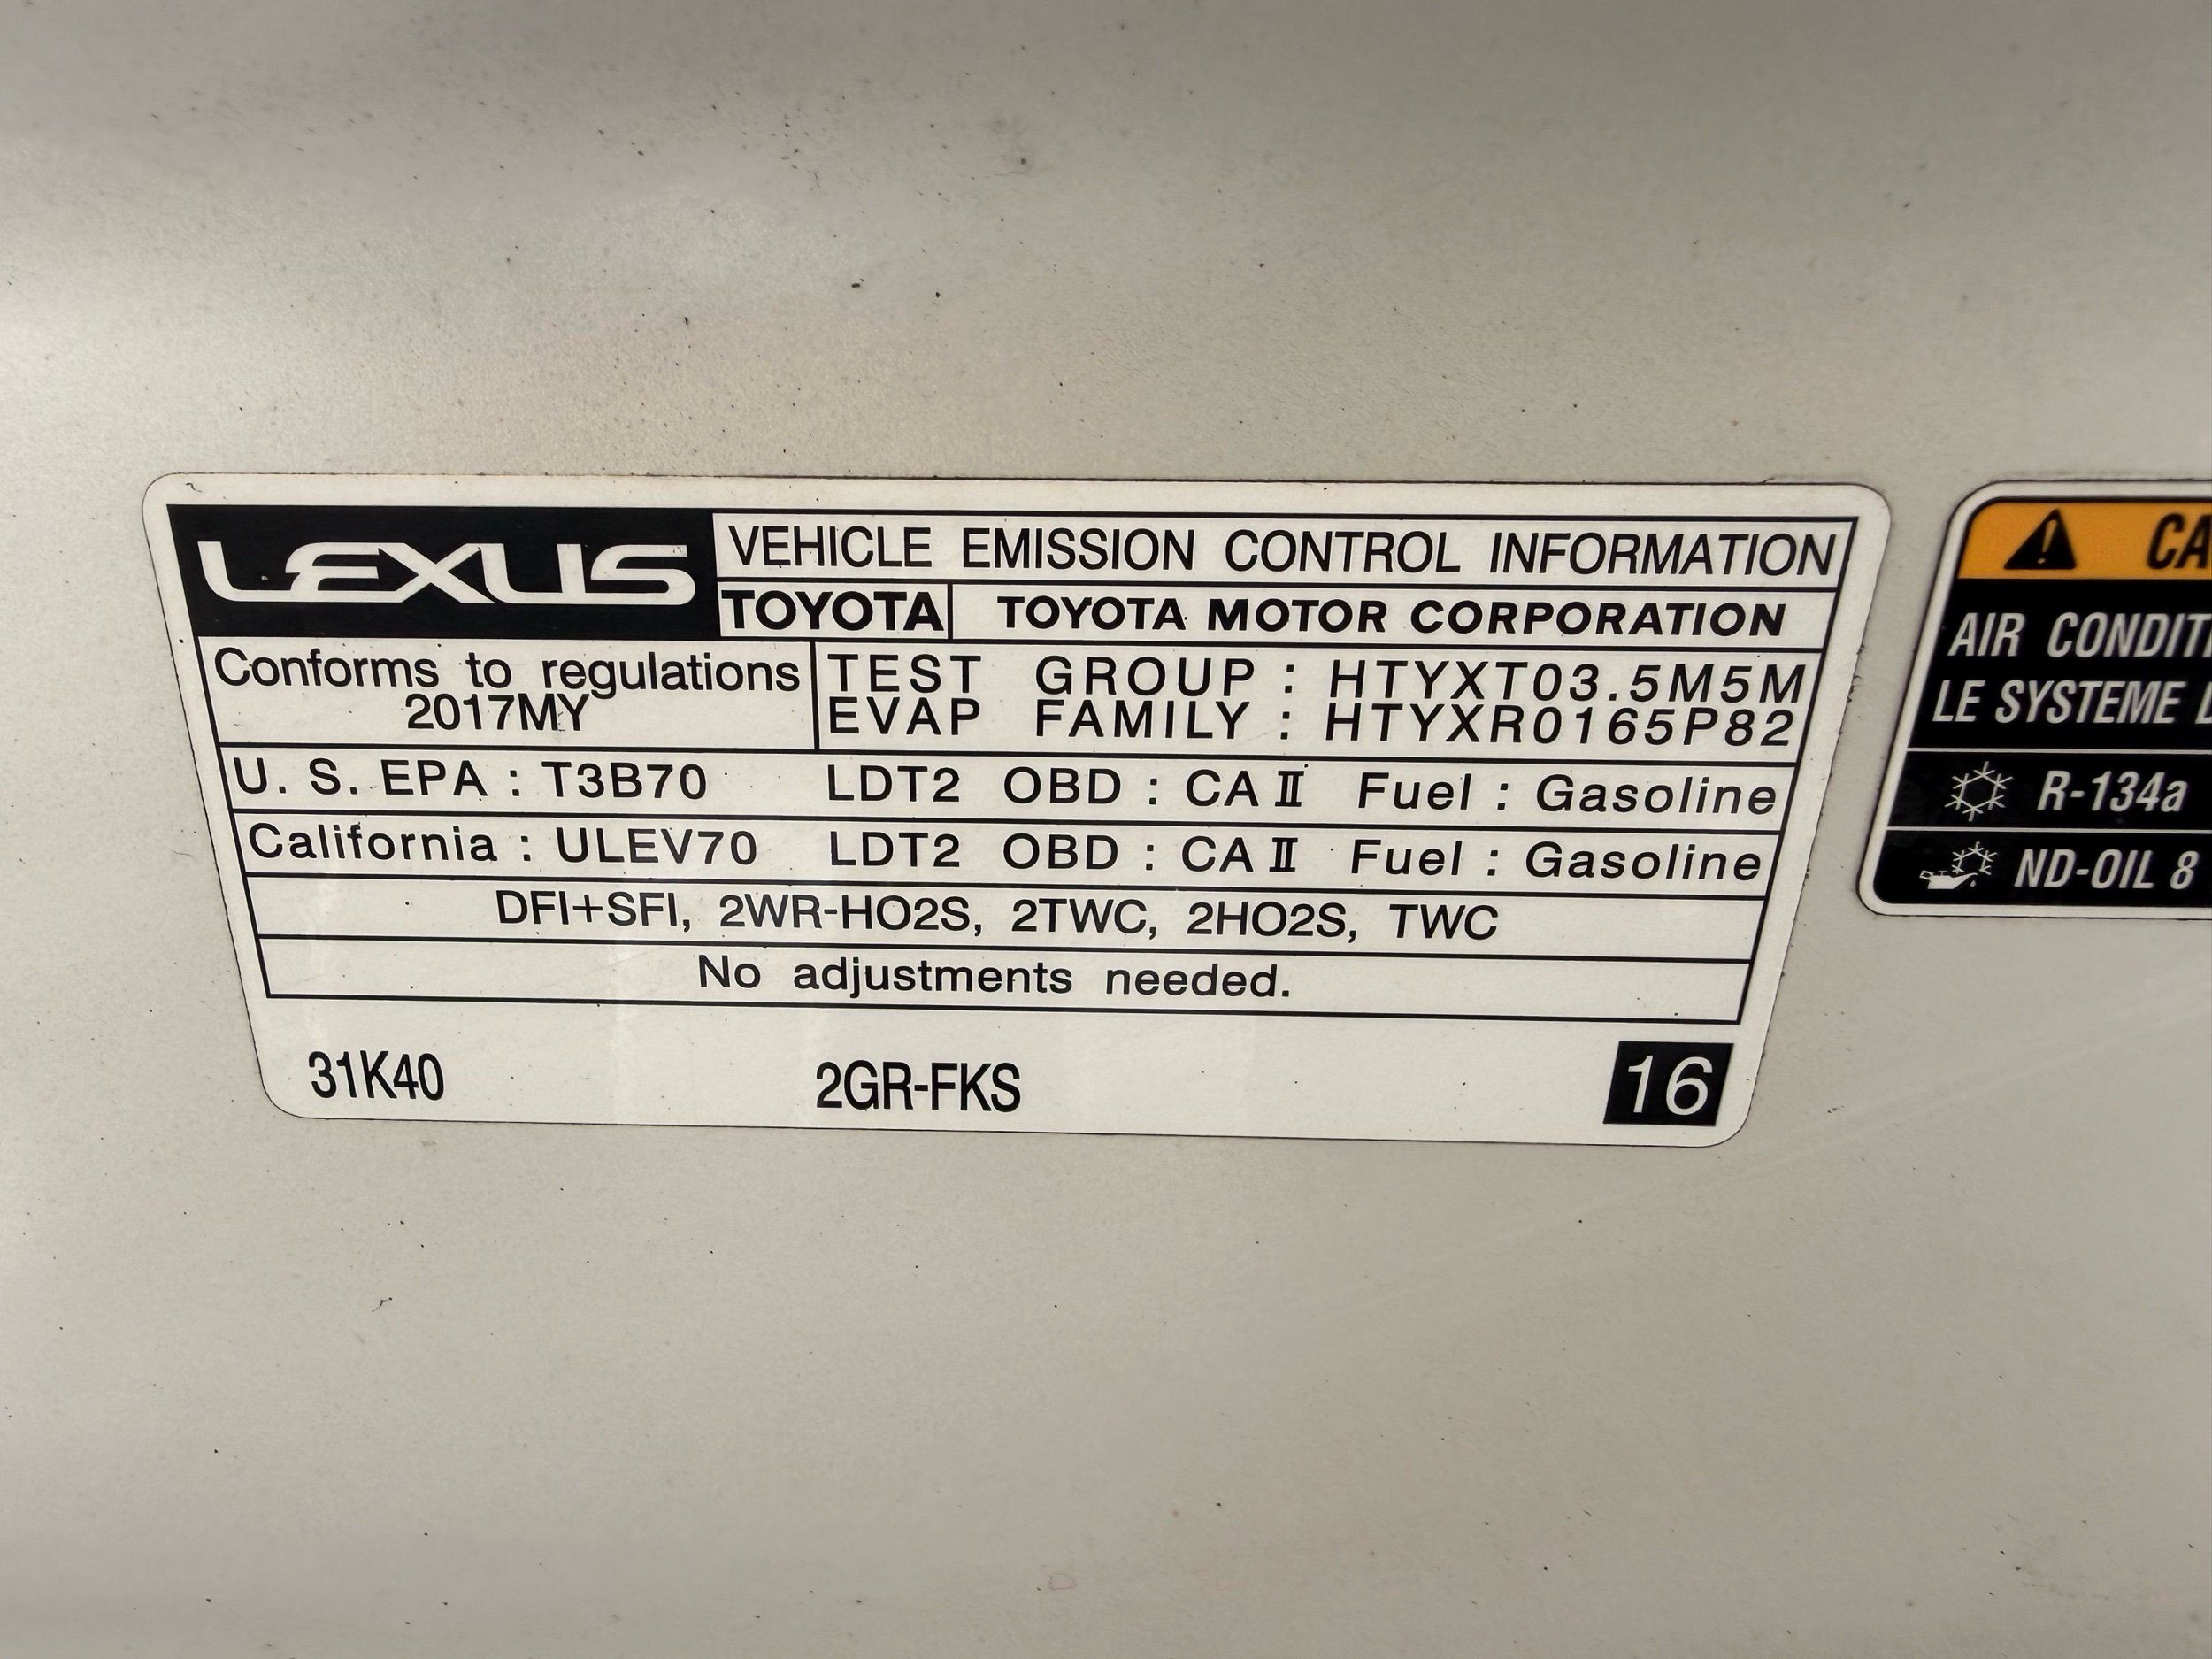 LEXUS
VEHICLE EMISSION CONTROL INFORMATION
TOYOTA TOYOTA MOTOR CORPORATION
Conforms to regulations
2017MY
TEST GROUP : HTYXT03.5M5M
EVAP FAMILY : HTYXR0165P82
U. S. EPA : T3B70 LDT2 OBD : CA II Fuel : Gasoline
California : ULEV70 LDT2 OBD : CA II Fuel : Gasoline
DFI+SFI, 2WR-HO2S, 2TWC, 2HO2S, TWC
No adjustments needed.
31K40 2GR-FKS 16
AIR
LE SYSTEME
R-134a
ND-OIL 8